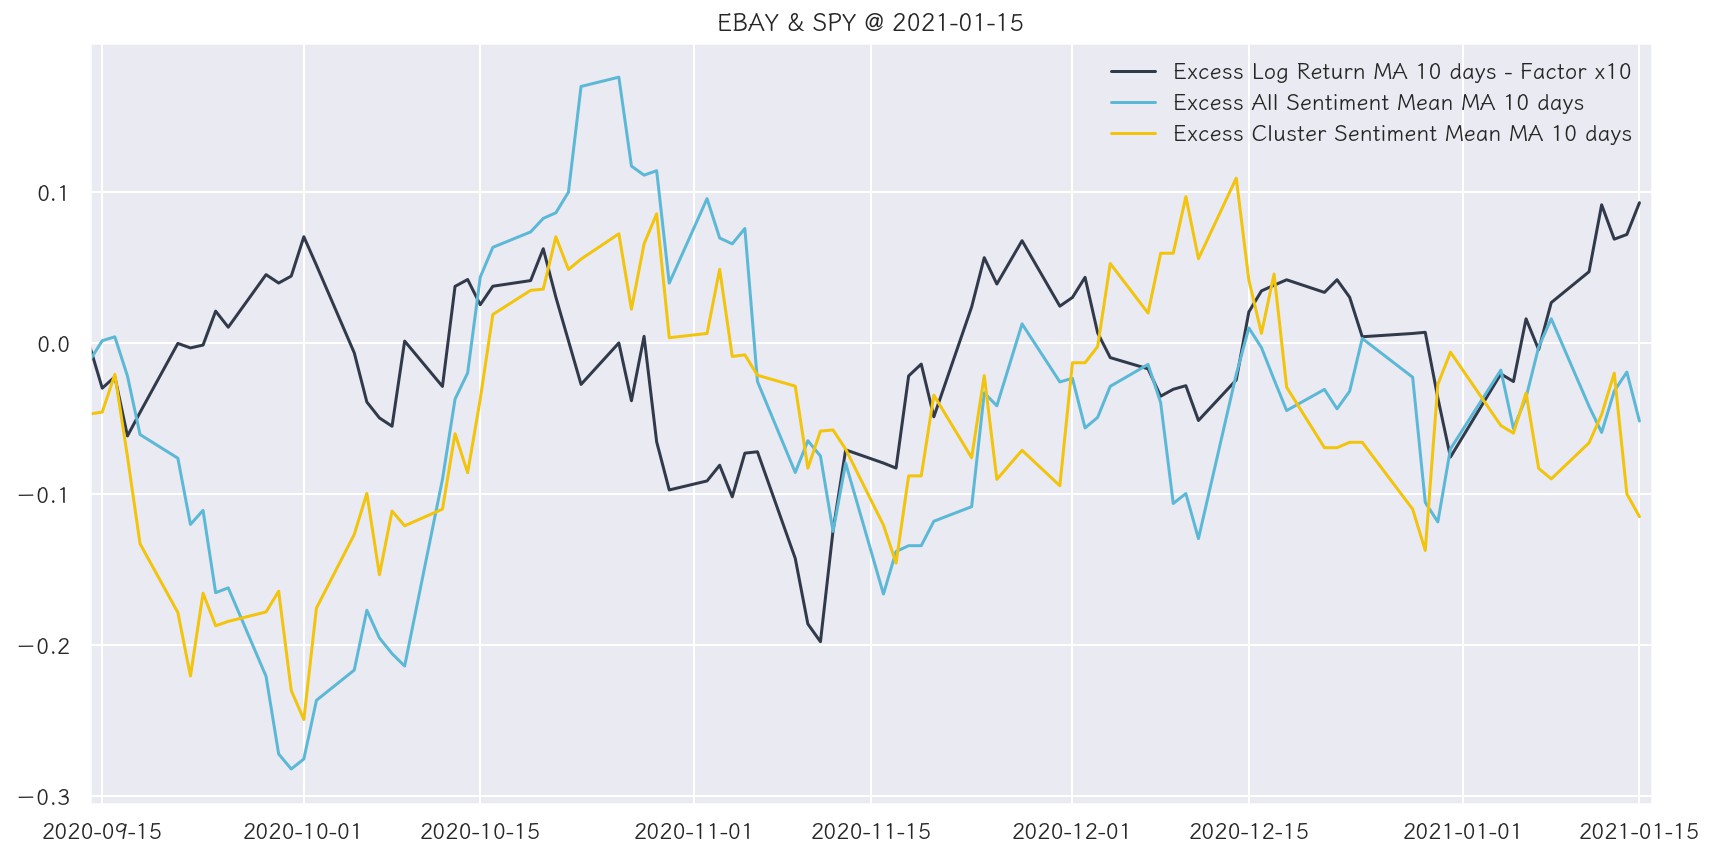 EBAY & SPY @ 2021-01-15
Excess Log Return MA 10 days - Factor x10
Excess All Sentiment Mean MA 10 days
Excess Cluster Sentiment Mean MA 10 days
0.1
0.0
−0.1
−0.2
−0.3
2020-09-15 2020-10-01 2020-10-15 2020-11-01 2020-11-15 2020-12-01 2020-12-15 2021-01-01 2021-01-15